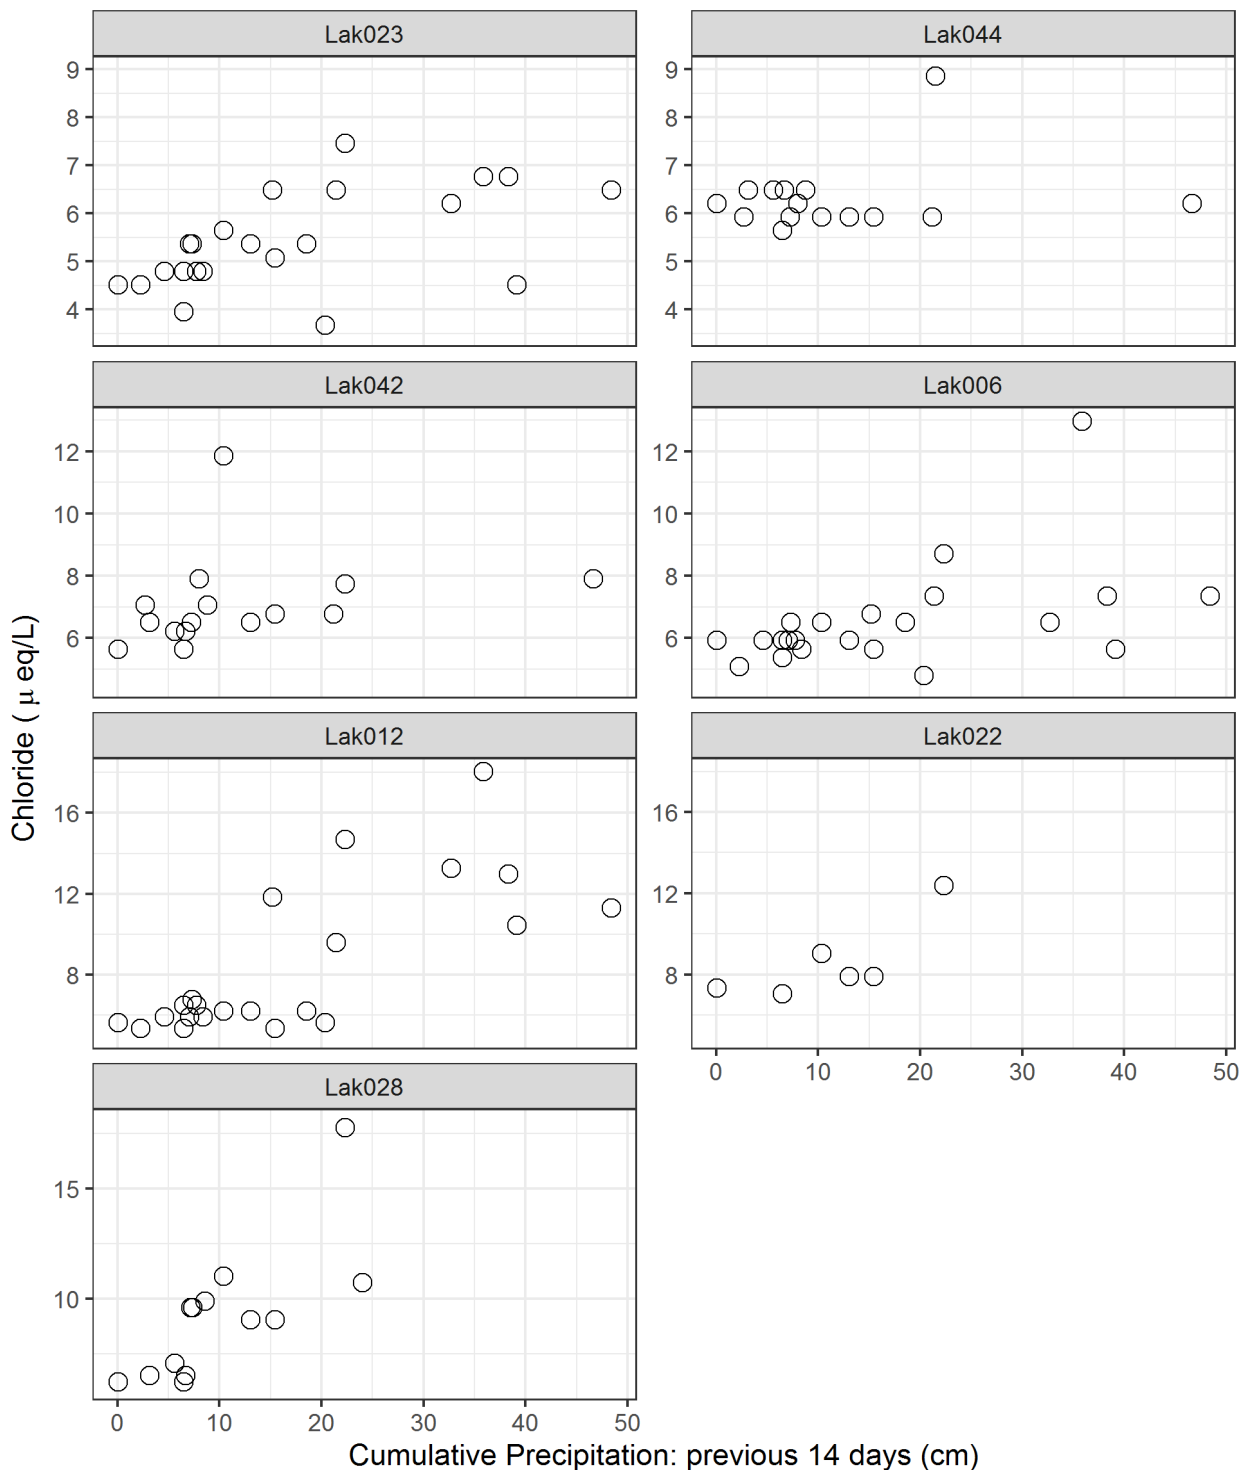 Lak023
Lak044
9
8
7
6
5
4
9
8
7
6
5
4
Lak042
Lak006
12
10
8
6
12
10
8
6
Lak012
Lak022
16
12
8
16
12
8
0 10 20 30 40 50
Lak028
15
10
0 10 20 30 40 50
Chloride ( μ eq/L)
Cumulative Precipitation: previous 14 days (cm)